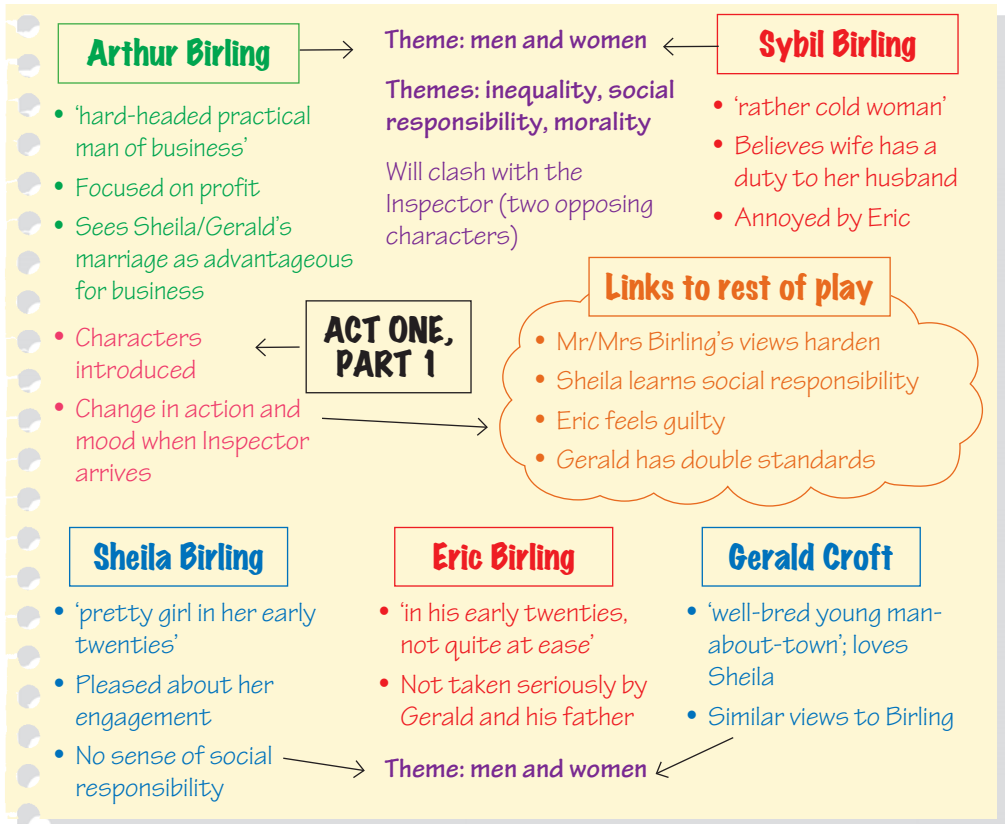 Arthur Birling
• 'hard-headed practical
man of business'
• Focused on profit
• Sees Sheila/Gerald's
marriage as advantageous
for business
Theme: men and women
Themes: inequality, social
responsibility, morality
Will clash with the
Inspector (two opposing
characters)
Sybil Birling
• 'rather cold woman'
• Believes wife has a
duty to her husband
• Annoyed by Eric
ACT ONE,
PART 1
• Characters
introduced
• Change in action and
mood when Inspector
arrives
Links to rest of play
• Mr/Mrs Birling's views harden
• Sheila learns social responsibility
• Eric feels guilty
• Gerald has double standards
Sheila Birling
• 'pretty girl in her early
twenties'
• Pleased about her
engagement
• No sense of social
responsibility
Eric Birling
• 'in his early twenties,
not quite at ease'
• Not taken seriously by
Gerald and his father
Gerald Croft
• 'well-bred young man-
about-town'; loves
Sheila
• Similar views to Birling
Theme: men and women